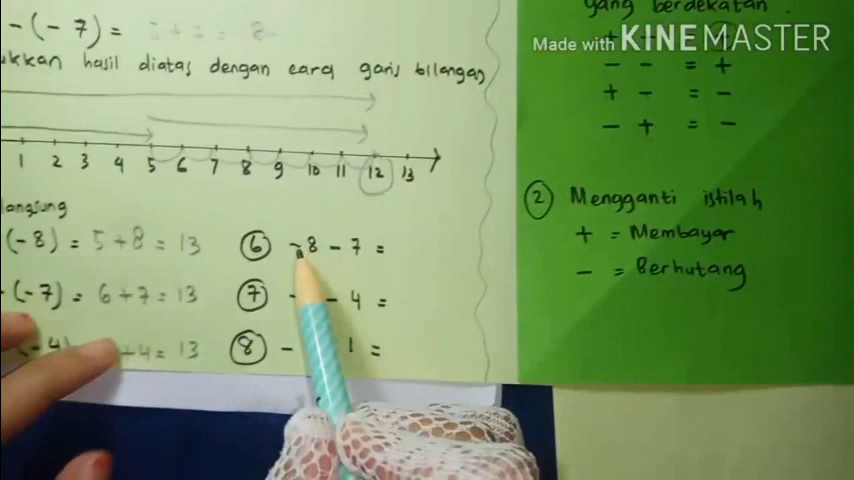 -(-7) =
hasil diatas dengan cara garis bilangan
1 2 3 4 5 6 7 8 9 10 11 12 13
(-8) = 5+8 = 13
-(-7) = 6+7 = 13
+4 = 13
6 -8 - 7 =
7 - - 4 =
8 - 1 =
yang berdekatan.
Made with KINEMASTER
- - = +
+ - = -
- + = -
2 Mengganti istilah
+ = Membayar
- = Berhutang